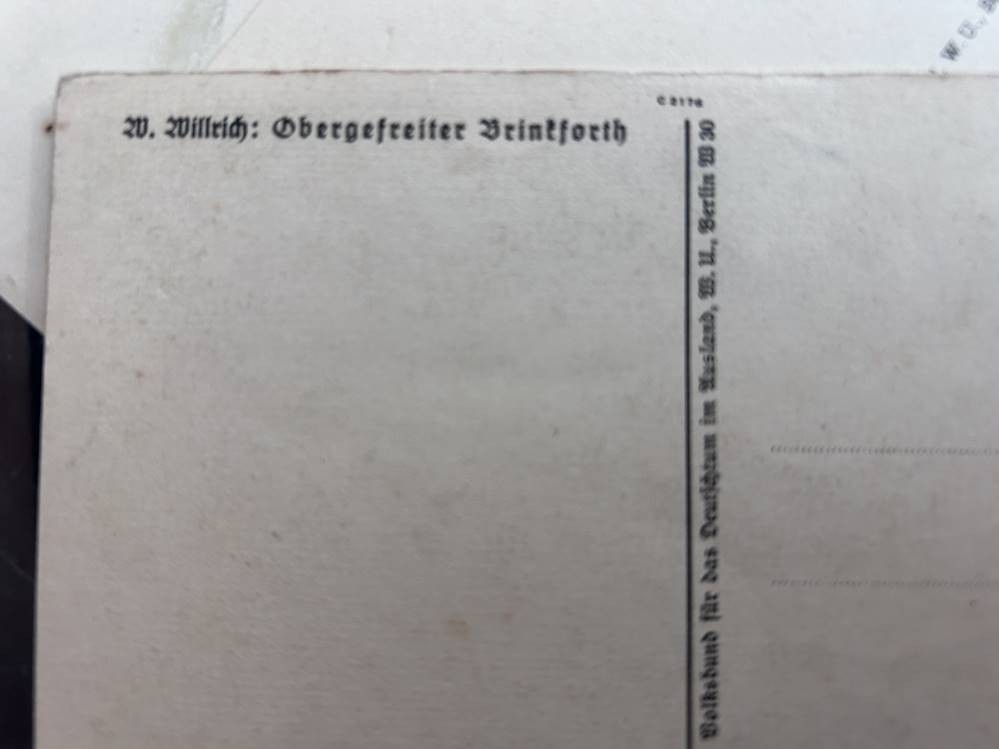 W. U., B
C 2176
W. Willrich: Obergefreiter Brinkforth
Volksbund für das Deutschtum im Ausland, W. U., Berlin W 30